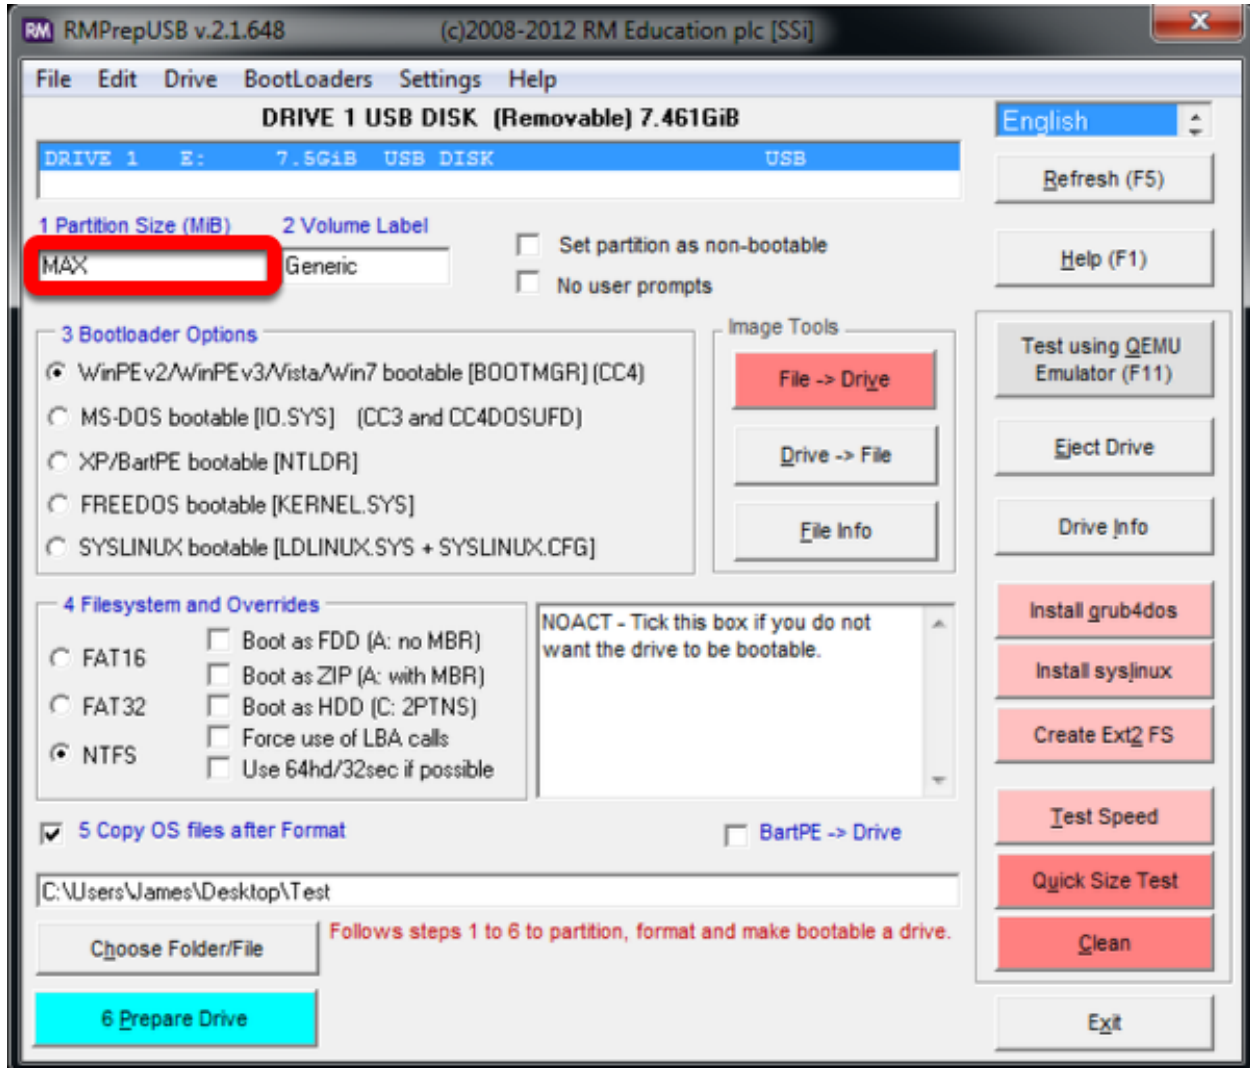 RM RMPrepUSB v.2.1.648 (c)2008-2012 RM Education plc [SSi] X
File Edit Drive BootLoaders Settings Help
DRIVE 1 USB DISK (Removable) 7.461GiB
English
DRIVE 1 E: 7.5GiB USB DISK USB
Refresh (F5)
1 Partition Size (MiB) 2 Volume Label
MAX Generic
Set partition as non-bootable
No user prompts
Help (F1)
3 Bootloader Options
WinPEv2/WinPEv3/Vista/Win7 bootable [BOOTMGR] (CC4)
MS-DOS bootable [IO.SYS] (CC3 and CC4DOSUFD)
XP/BartPE bootable [NTLDR]
FREEDOS bootable [KERNEL.SYS]
SYSLINUX bootable [LDLINUX.SYS + SYSLINUX.CFG]
Image Tools
File -> Drive
Drive -> File
File Info
Test using QEMU
Emulator (F11)
Eject Drive
Drive Info
4 Filesystem and Overrides
FAT16
FAT32
NTFS
Boot as FDD (A: no MBR)
Boot as ZIP (A: with MBR)
Boot as HDD (C: 2PTNS)
Force use of LBA calls
Use 64hd/32sec if possible
NOACT - Tick this box if you do not
want the drive to be bootable.
Install grub4dos
Install syslinux
Create Ext2 FS
Test Speed
Quick Size Test
Clean
5 Copy OS files after Format
BartPE -> Drive
C:\Users\James\Desktop\Test
Choose Folder/File
Follows steps 1 to 6 to partition, format and make bootable a drive.
6 Prepare Drive
Exit